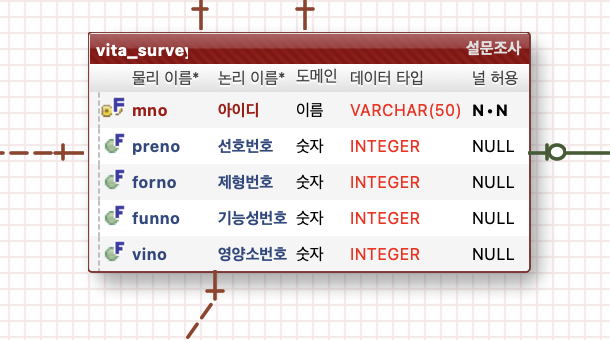 vita_survey 설문조사
물리 이름* 논리 이름* 도메인 데이터 타입 널 허용
F mno 아이디 이름 VARCHAR(50) N•N
F preno 선호번호 숫자 INTEGER NULL
F forno 제형번호 숫자 INTEGER NULL
F funno 기능성번호 숫자 INTEGER NULL
F vino 영양소번호 숫자 INTEGER NULL